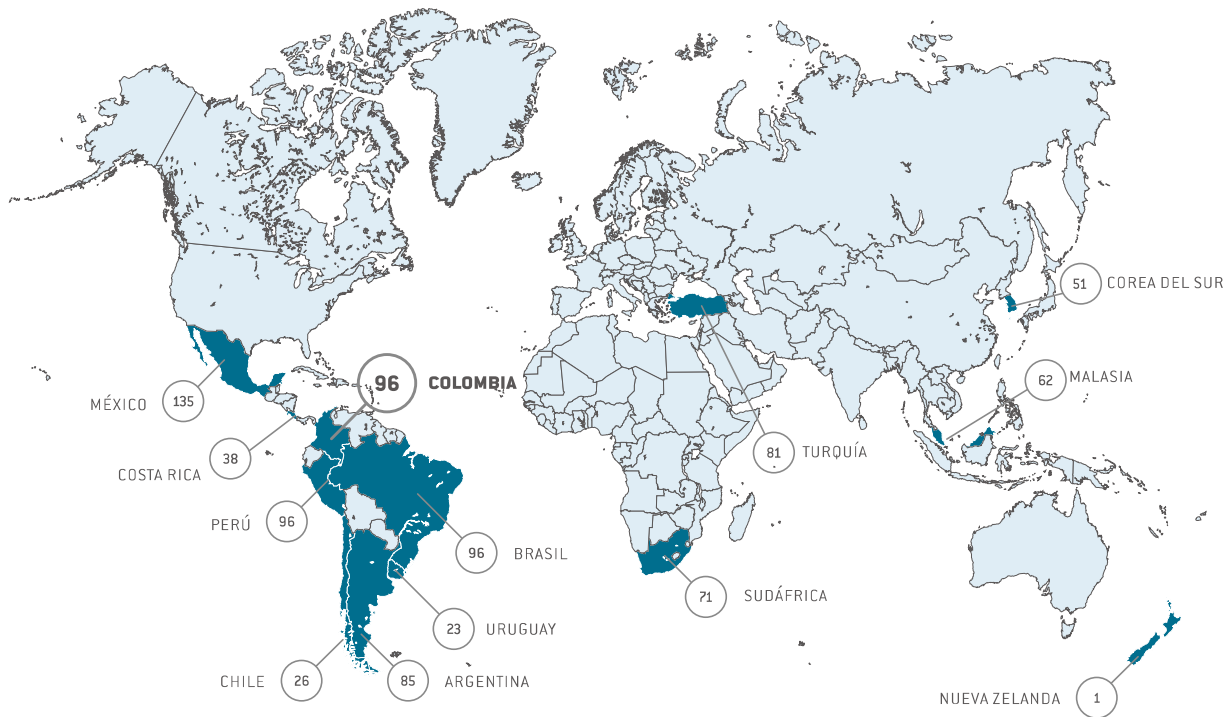 51 COREA DEL SUR
62 MALASIA
96 COLOMBIA
MÉXICO 135
81 TURQUÍA
COSTA RICA 38
PERÚ 96
96 BRASIL
71 SUDÁFRICA
23 URUGUAY
CHILE 26
85 ARGENTINA
NUEVA ZELANDA 1